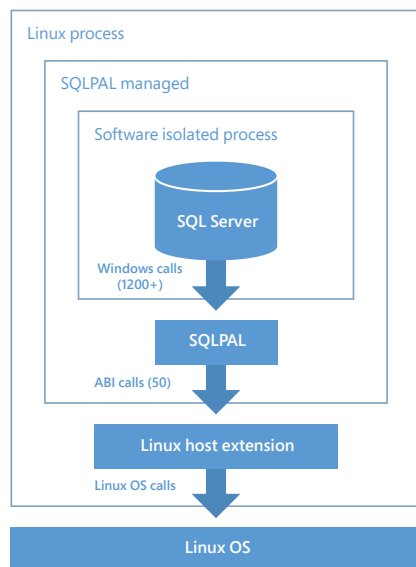 Linux process
SQLPAL managed
Software isolated process
SQL Server
Windows calls
(1200+)
SQLPAL
ABI calls (50)
Linux host extension
Linux OS calls
Linux OS